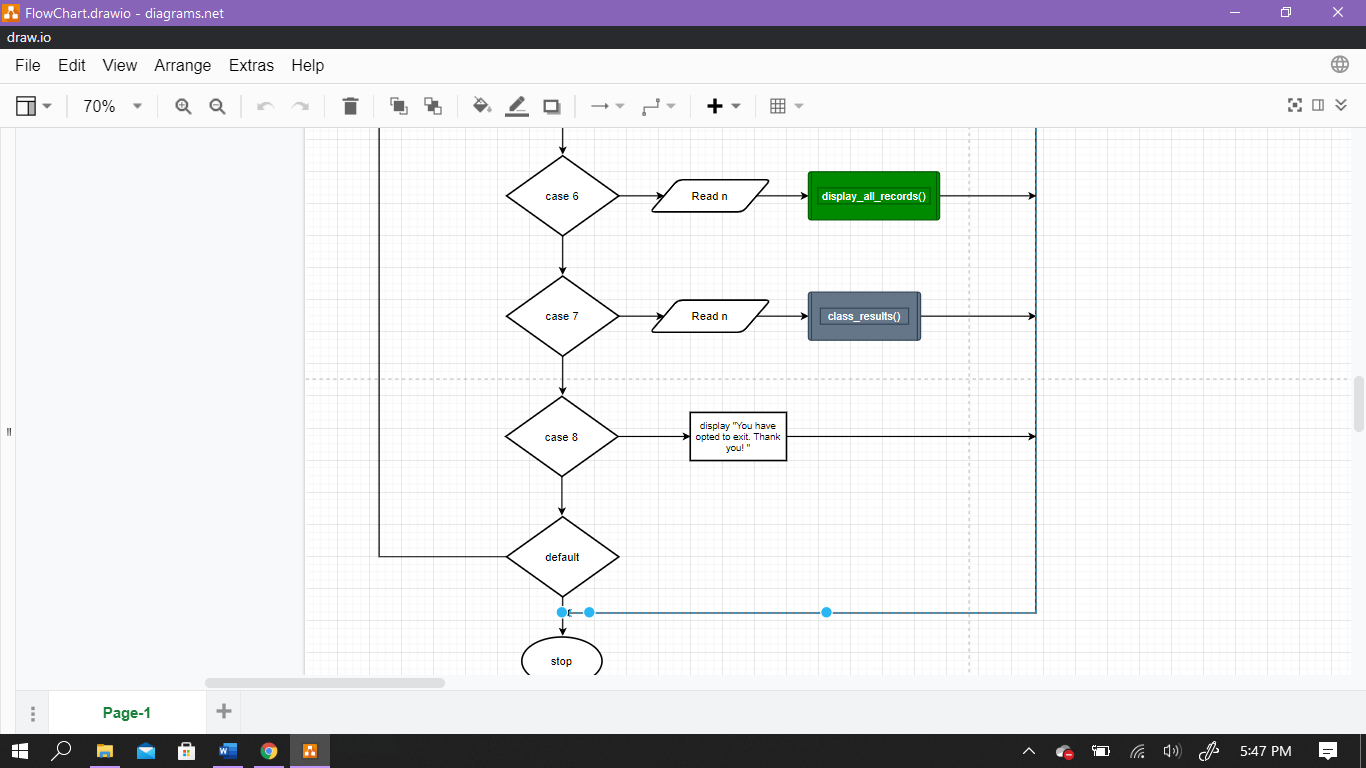 FlowChart.drawio - diagrams.net
draw.io
File Edit View Arrange Extras Help
70%
case 6
Read n
display_all_records()
case 7
Read n
class_results()
case 8
display "You have
opted to exit. Thank
you! "
default
stop
Page-1
5:47 PM